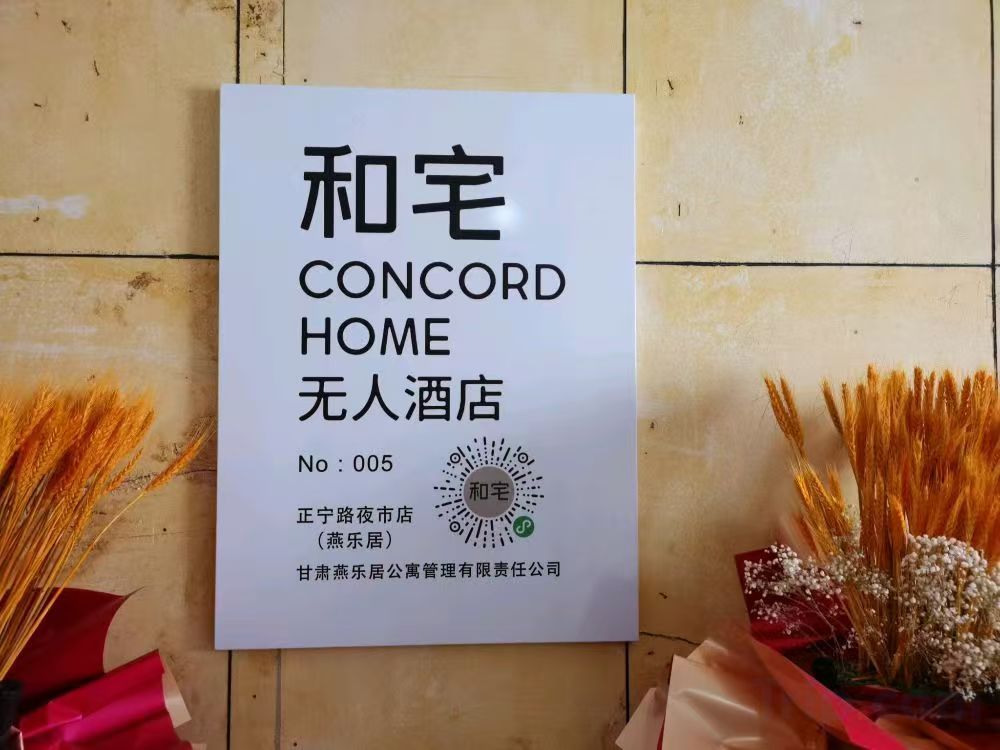 和宅
CONCORD
HOME
无人酒店
No：005
和宅
正宁路夜市店
（燕乐居）
甘肃燕乐居公寓管理有限责任公司